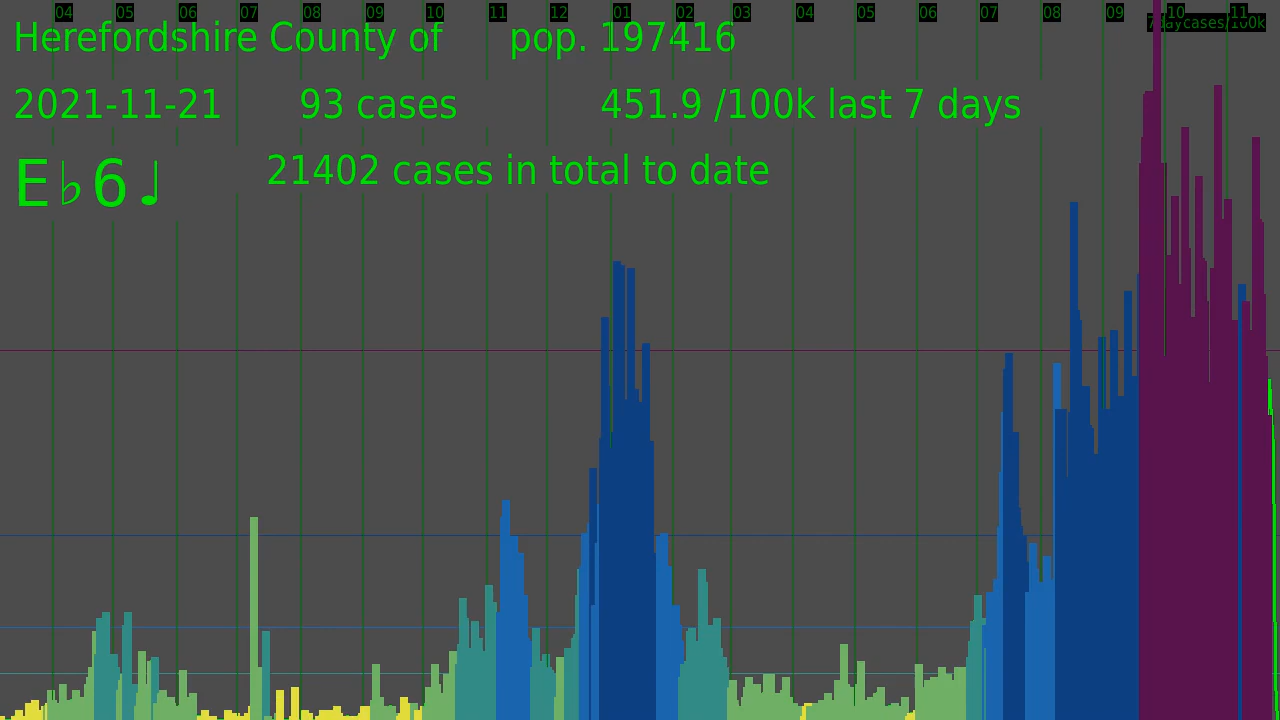 04 05 06 07 08 09 10 11 12 01 02 03 04 05 06 07 08 09 10 11
Herefordshire County of pop. 197416
7daycases/100k
2021-11-21 93 cases 451.9 /100k last 7 days
E♭6♩ 21402 cases in total to date